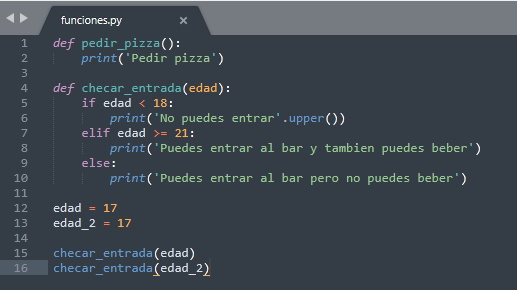 funciones.py
1 def pedir_pizza():
2     print('Pedir pizza')
3
4 def checar_entrada(edad):
5     if edad < 18:
6         print('No puedes entrar'.upper())
7     elif edad >= 21:
8         print('Puedes entrar al bar y tambien puedes beber')
9     else:
10         print('Puedes entrar al bar pero no puedes beber')
11
12 edad = 17
13 edad_2 = 17
14
15 checar_entrada(edad)
16 checar_entrada(edad_2)